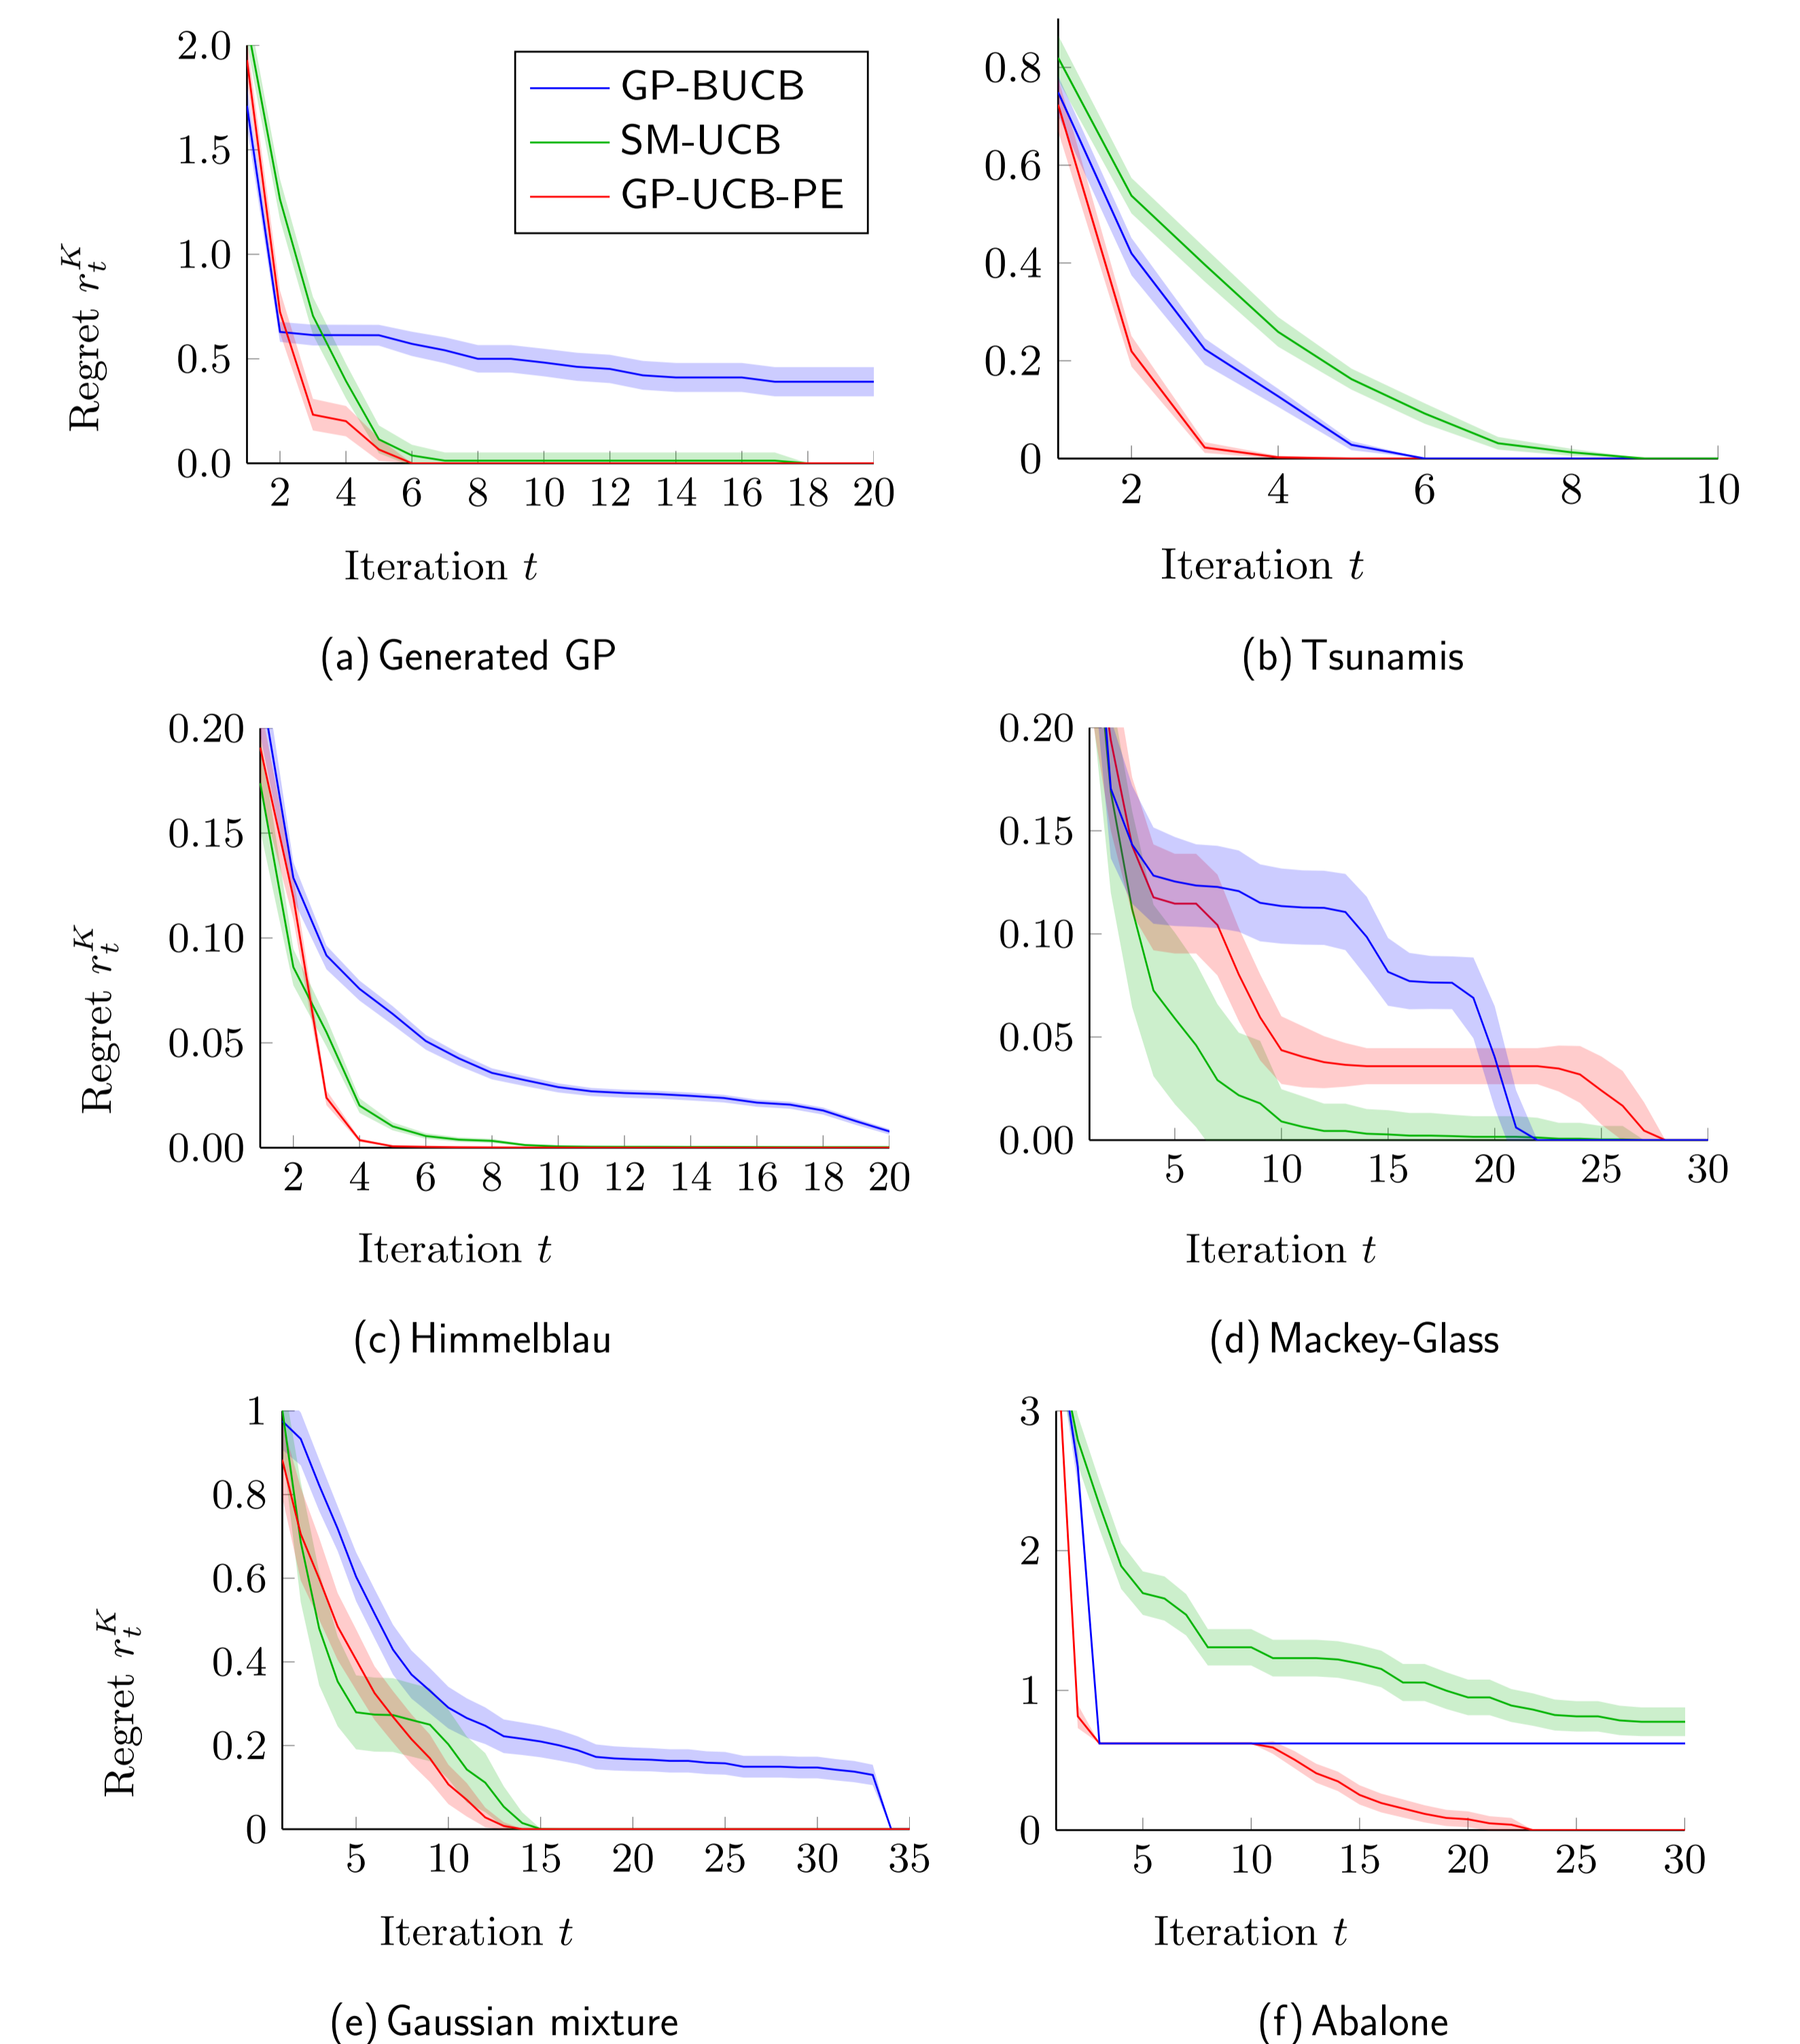 2.0
1.5
1.0
0.5
0.0
Regret r_t^K
GP-BUCB
SM-UCB
GP-UCB-PE
2 4 6 8 10 12 14 16 18 20
Iteration t
(a) Generated GP
0.8
0.6
0.4
0.2
0
2 4 6 8 10
Iteration t
(b) Tsunamis
0.20
0.15
0.10
0.05
0.00
Regret r_t^K
2 4 6 8 10 12 14 16 18 20
Iteration t
(c) Himmelblau
0.20
0.15
0.10
0.05
0.00
5 10 15 20 25 30
Iteration t
(d) Mackey-Glass
1
0.8
0.6
0.4
0.2
0
Regret r_t^K
5 10 15 20 25 30 35
Iteration t
(e) Gaussian mixture
3
2
1
0
5 10 15 20 25 30
Iteration t
(f) Abalone